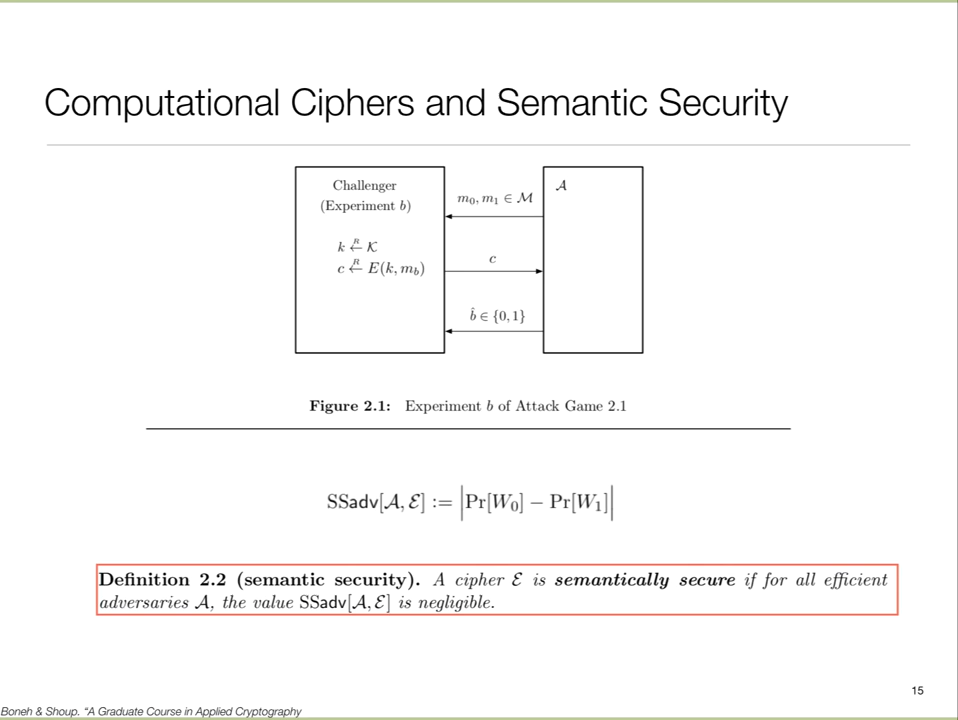 Computational Ciphers and Semantic Security
Challenger
(Experiment b)
k ←ᴿ 𝒦
c ←ᴿ E(k, m_b)
m₀, m₁ ∈ ℳ
c
b̂ ∈ {0, 1}
𝒜
Figure 2.1: Experiment b of Attack Game 2.1
SSadv[𝒜, ℰ] := |Pr[W₀] − Pr[W₁]|
Definition 2.2 (semantic security). A cipher ℰ is semantically secure if for all efficient
adversaries 𝒜, the value SSadv[𝒜, ℰ] is negligible.
15
Boneh & Shoup. “A Graduate Course in Applied Cryptography